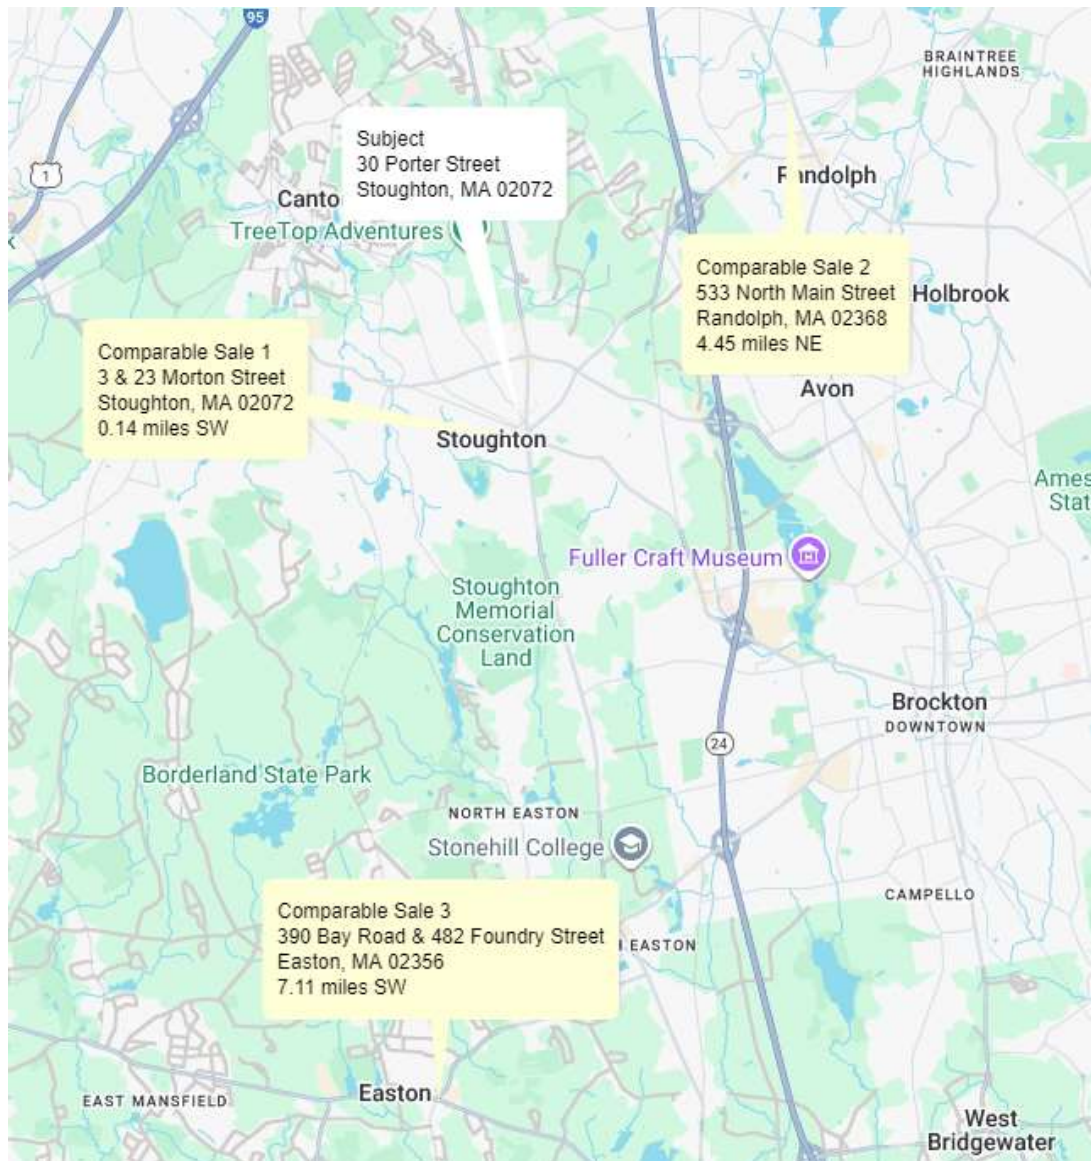 95
BRAINTREE
HIGHLANDS
1
Subject
30 Porter Street
Stoughton, MA 02072
Canto
TreeTop Adventures
Randolph
Comparable Sale 2
533 North Main Street
Randolph, MA 02368
4.45 miles NE
Holbrook
Comparable Sale 1
3 & 23 Morton Street
Stoughton, MA 02072
0.14 miles SW
Avon
Stoughton
Ames
Stat
Fuller Craft Museum
Stoughton
Memorial
Conservation
Land
Brockton
DOWNTOWN
24
Borderland State Park
NORTH EASTON
Stonehill College
CAMPELLO
Comparable Sale 3
390 Bay Road & 482 Foundry Street
Easton, MA 02356
7.11 miles SW
H EASTON
Easton
EAST MANSFIELD
West
Bridgewater